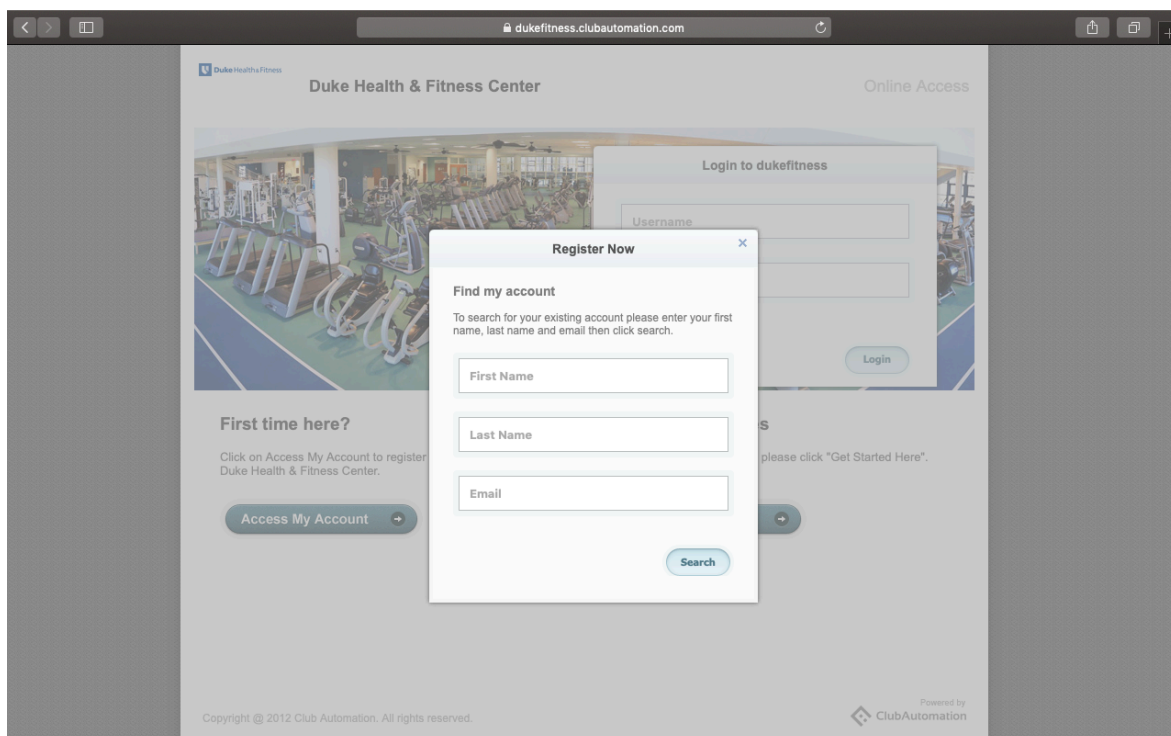 dukefitness.clubautomation.com
Duke Health & Fitness
Duke Health & Fitness Center
Online Access
Login to dukefitness
Username
Register Now
Find my account
To search for your existing account please enter your first
name, last name and email then click search.
First Name
Last Name
Email
Search
Login
First time here?
Click on Access My Account to register
Duke Health & Fitness Center.
Access My Account
s
please click "Get Started Here".
Copyright @ 2012 Club Automation. All rights reserved.
Powered by
ClubAutomation